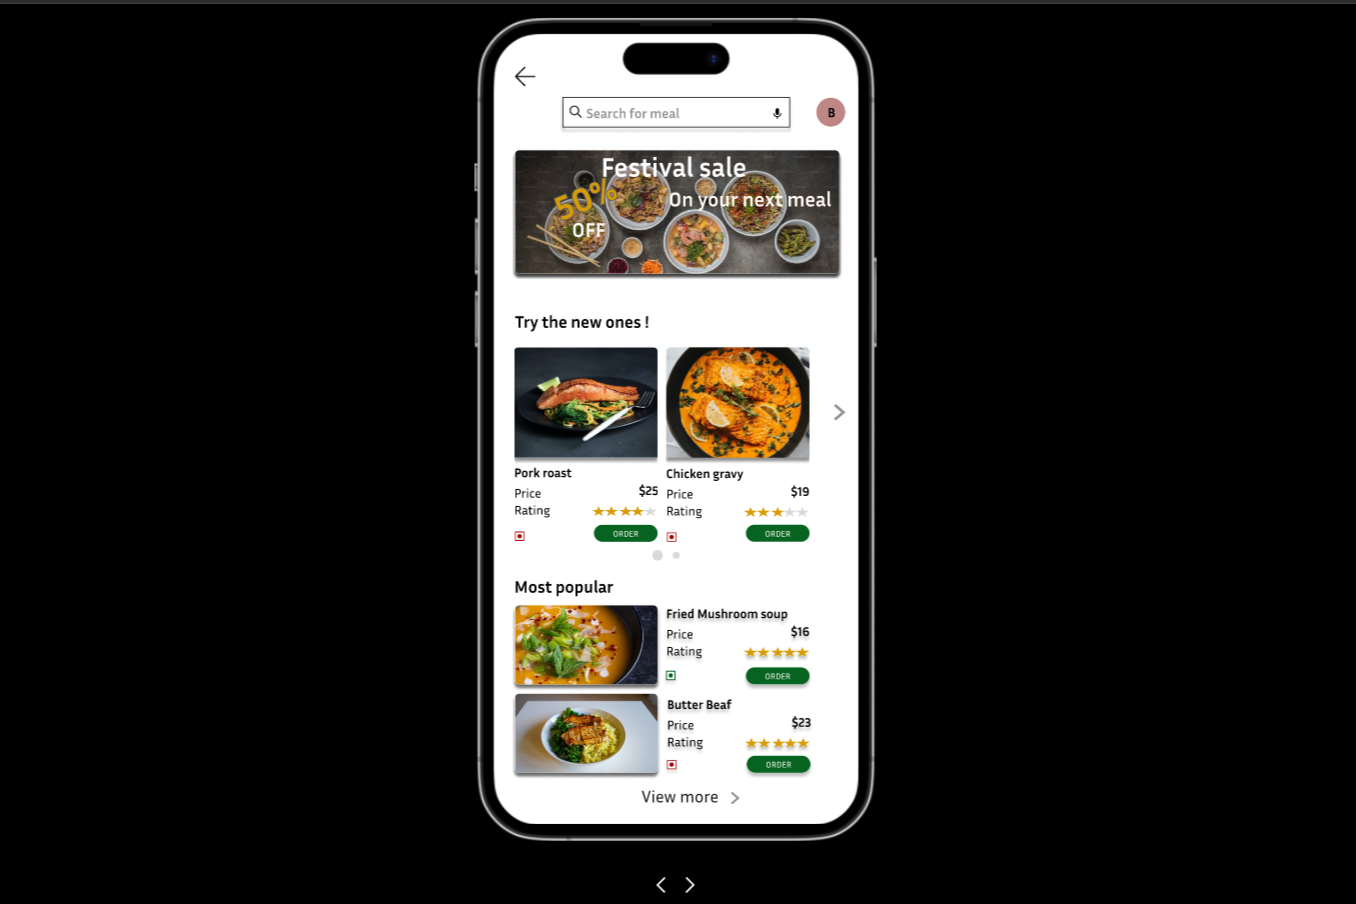 Search for meal
B
Festival sale
50%
On your next meal
OFF
Try the new ones !
Pork roast
Price $25
Rating
ORDER
Chicken gravy
Price $19
Rating
ORDER
Most popular
Fried Mushroom soup
Price $16
Rating
ORDER
Butter Beaf
Price $23
Rating
ORDER
View more